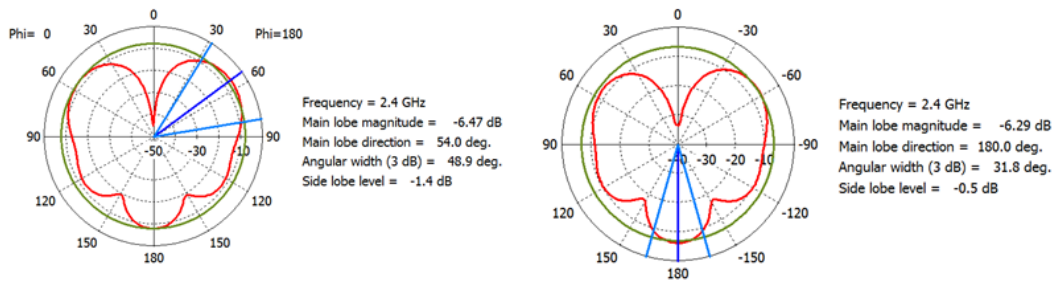 0
Phi= 0 30 30 Phi=180
60 60
90 -50 -30 -10 90
120 120
150 150
180
Frequency = 2.4 GHz
Main lobe magnitude = -6.47 dB
Main lobe direction = 54.0 deg.
Angular width (3 dB) = 48.9 deg.
Side lobe level = -1.4 dB
0
30 -30
60 -60
90 -40 -30 -20 -10 -90
120 -120
150 -150
180
Frequency = 2.4 GHz
Main lobe magnitude = -6.29 dB
Main lobe direction = 180.0 deg.
Angular width (3 dB) = 31.8 deg.
Side lobe level = -0.5 dB